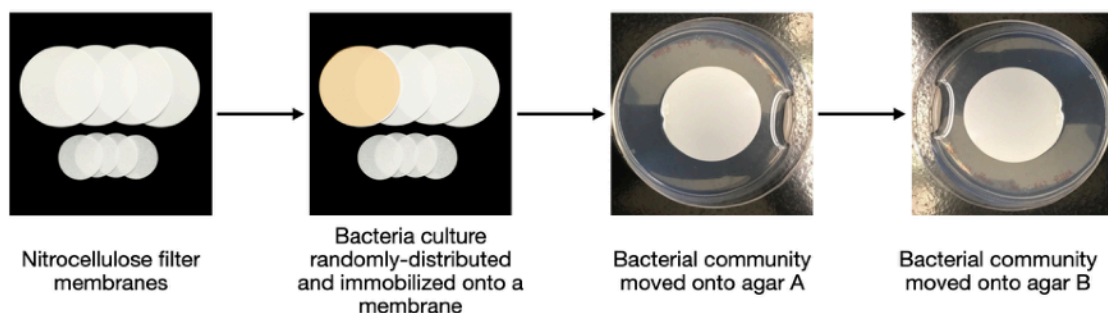 Nitrocellulose filter
membranes
Bacteria culture
randomly-distributed
and immobilized onto a
membrane
Bacterial community
moved onto agar A
Bacterial community
moved onto agar B